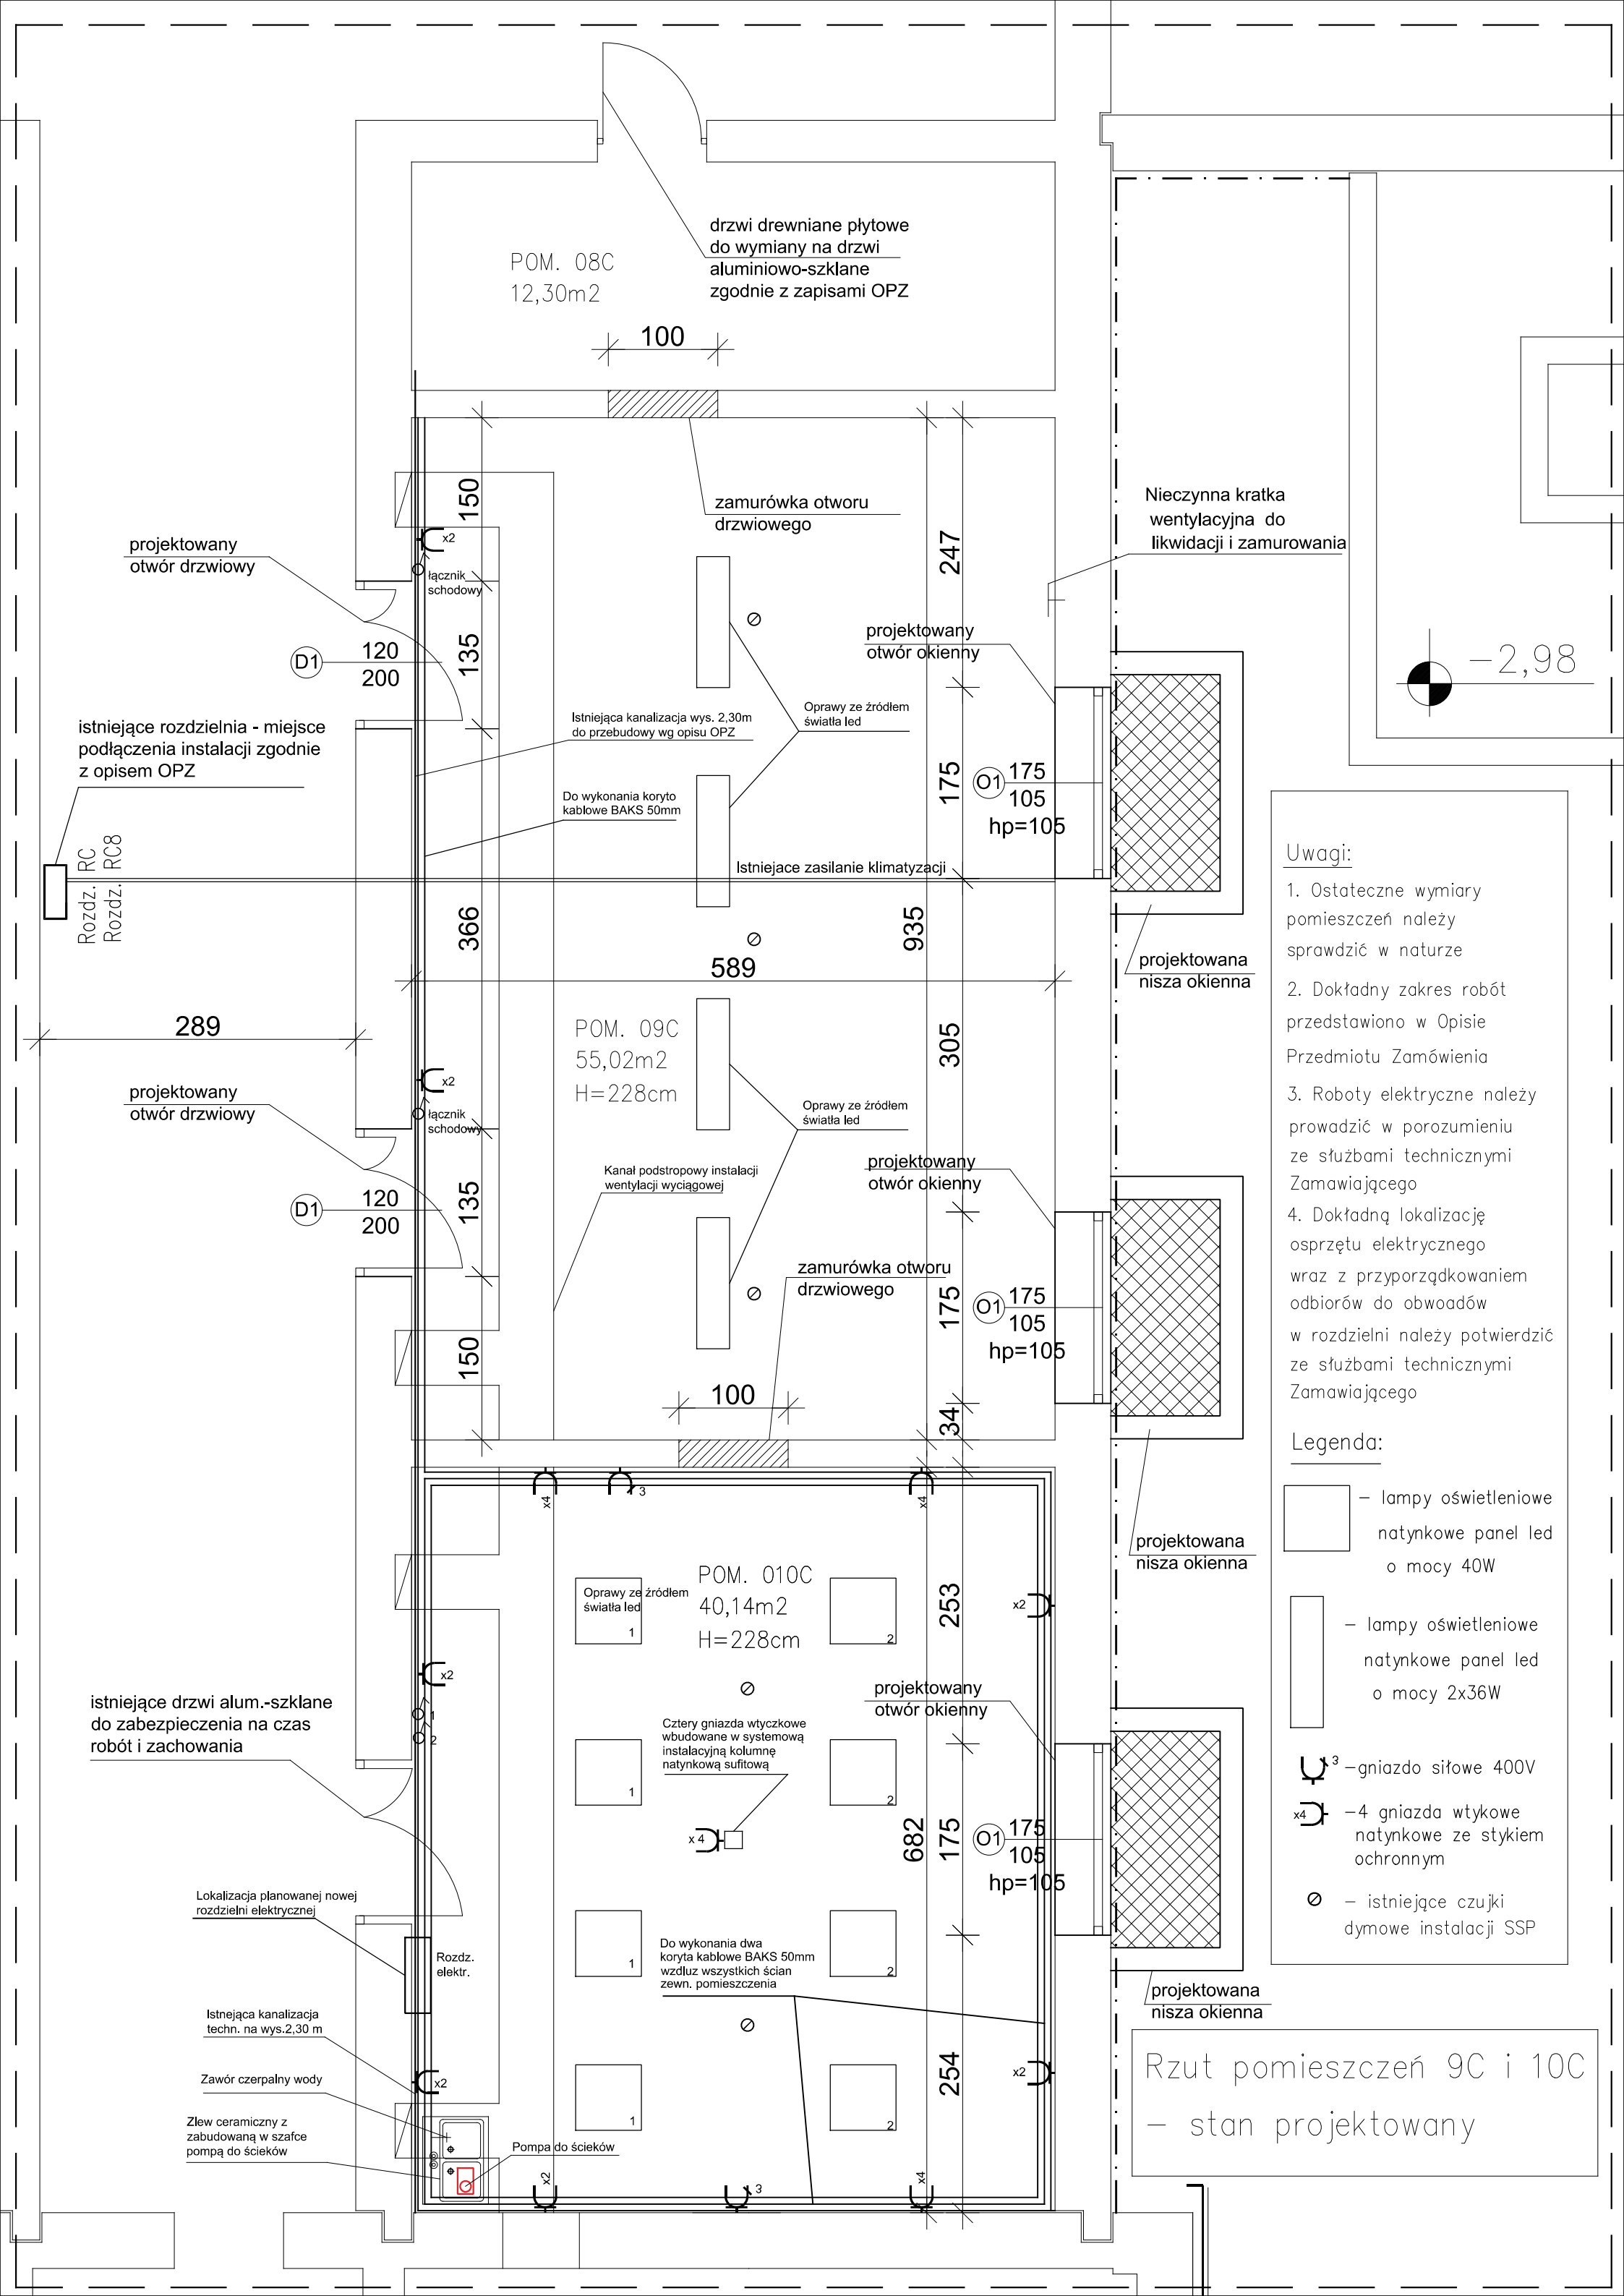 drzwi drewniane płytowe
do wymiany na drzwi
aluminiowo-szklane
zgodnie z zapisami OPZ
POM. 08C
12,30m2
100
zamurówka otworu
drzwiowego
Nieczynna kratka
wentylacyjna do
likwidacji i zamurowania
150
247
x2
łącznik
schodowy
projektowany
otwór drzwiowy
D1
120
200
135
projektowany
otwór okienny
-2,98
istniejące rozdzielnia - miejsce
podłączenia instalacji zgodnie
z opisem OPZ
Istniejąca kanalizacja wys. 2,30m
do przebudowy wg opisu OPZ
Oprawy ze źródłem
światła led
Do wykonania koryto
kablowe BAKS 50mm
175
O1
175
105
hp=105
Istniejace zasilanie klimatyzacji
Rozdz. RC
Rozdz. RC8
366
935
589
289
projektowana
nisza okienna
POM. 09C
55,02m2
H=228cm
305
x2
łącznik
schodowy
projektowany
otwór drzwiowy
D1
120
200
135
Oprawy ze źródłem
światła led
Kanał podstropowy instalacji
wentylacji wyciągowej
projektowany
otwór okienny
zamurówka otworu
drzwiowego
175
O1
175
105
hp=105
150
100
34
projektowana
nisza okienna
x4
3
x4
POM. 010C
40,14m2
H=228cm
Oprawy ze źródłem
światła led
1
2
253
x2
x2
1
2
istniejące drzwi alum.-szklane
do zabezpieczenia na czas
robót i zachowania
projektowany
otwór okienny
Cztery gniazda wtyczkowe
wbudowane w systemową
instalacyjną kolumnę
natynkową sufitową
1
2
x 4
682
175
O1
175
105
hp=105
Lokalizacja planowanej nowej
rozdzielni elektrycznej
Rozdz.
elektr.
Do wykonania dwa
koryta kablowe BAKS 50mm
wzdluz wszystkich ścian
zewn. pomieszczenia
1
2
projektowana
nisza okienna
Istnejąca kanalizacja
techn. na wys.2,30 m
Zawór czerpalny wody
Zlew ceramiczny z
zabudowaną w szafce
pompą do ścieków
x2
254
x2
1
2
Pompa do ścieków
x2
3
x4
Uwagi:
1. Ostateczne wymiary
pomieszczeń należy
sprawdzić w naturze
2. Dokładny zakres robót
przedstawiono w Opisie
Przedmiotu Zamówienia
3. Roboty elektryczne należy
prowadzić w porozumieniu
ze służbami technicznymi
Zamawiającego
4. Dokładną lokalizację
osprzętu elektrycznego
wraz z przyporządkowaniem
odbiorów do obwoadów
w rozdzielni należy potwierdzić
ze służbami technicznymi
Zamawiającego
Legenda:
- lampy oświetleniowe
natynkowe panel led
o mocy 40W
- lampy oświetleniowe
natynkowe panel led
o mocy 2x36W
3
-gniazdo siłowe 400V
x4
-4 gniazda wtykowe
natynkowe ze stykiem
ochronnym
- istniejące czujki
dymowe instalacji SSP
Rzut pomieszczeń 9C i 10C
- stan projektowany